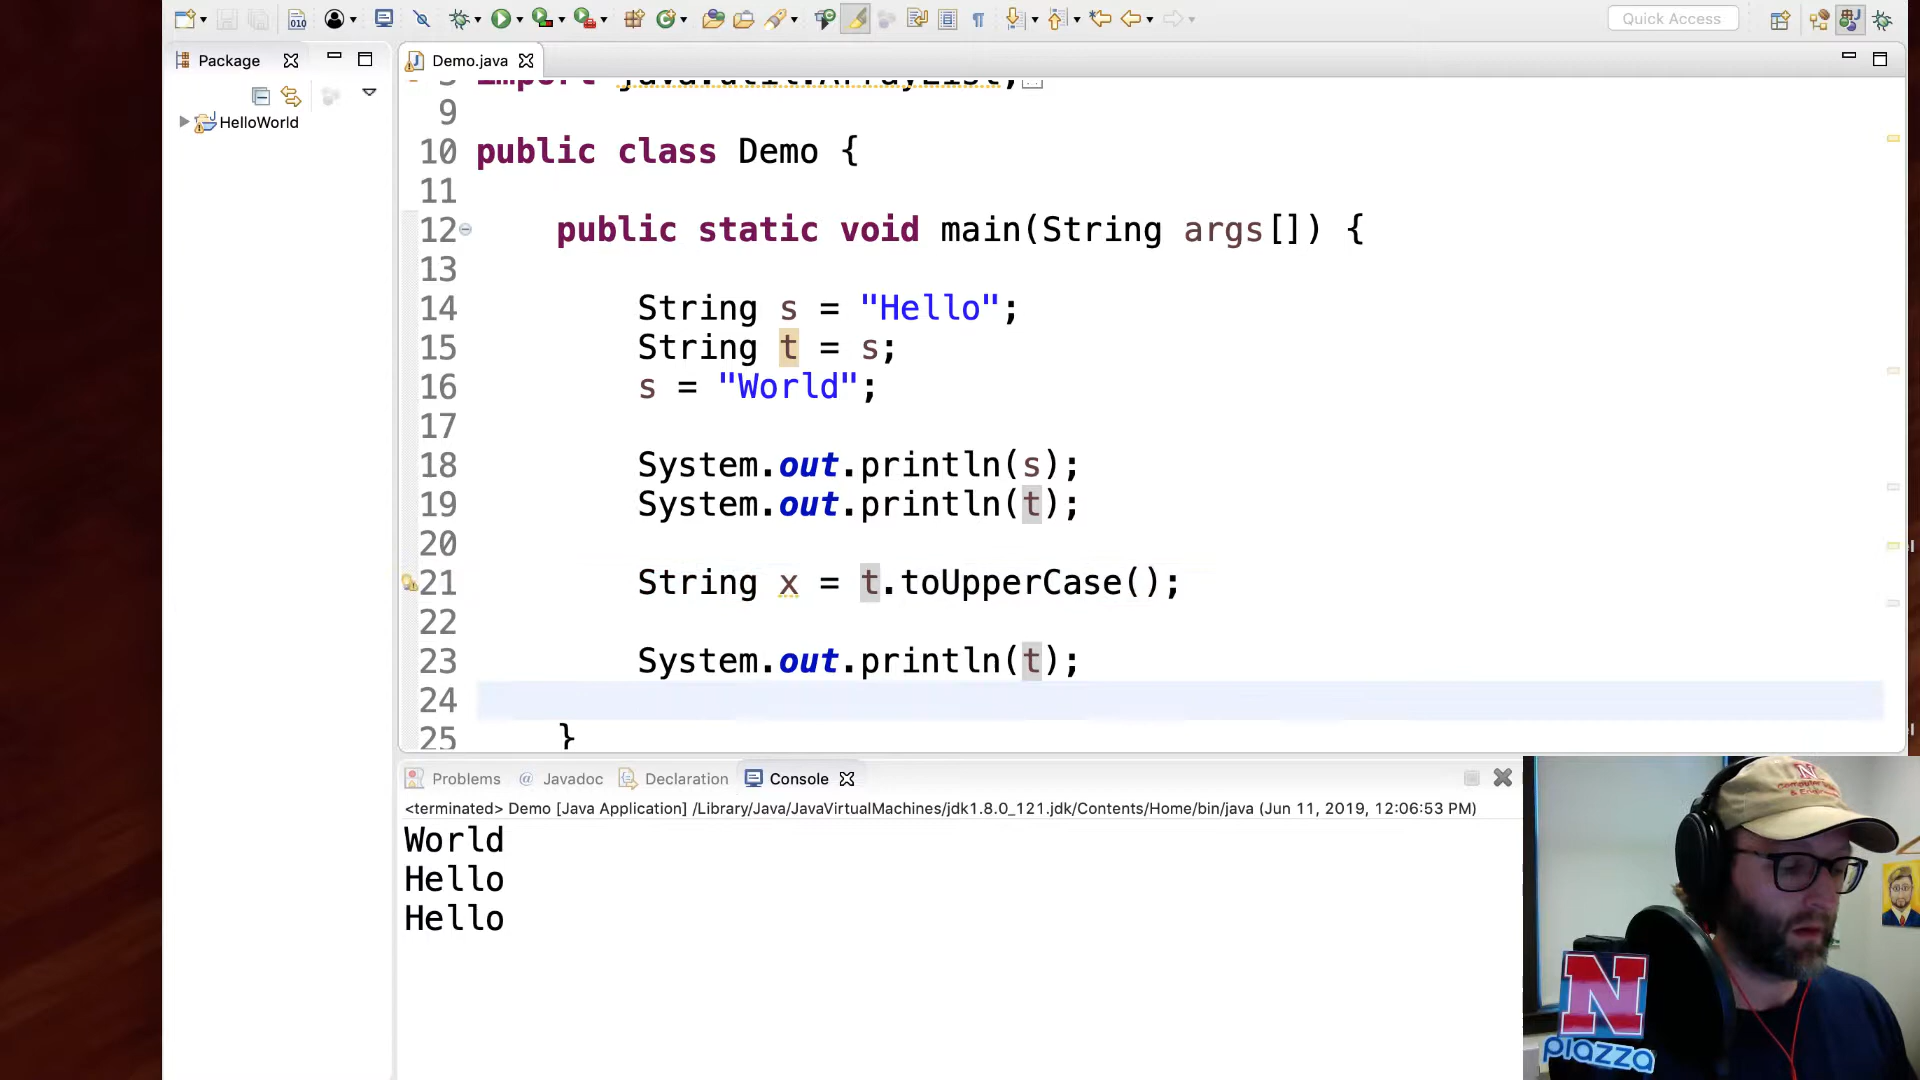 Quick Access
Package
HelloWorld
Demo.java
import java.util.ArrayList;
9
10 public class Demo {
11
12 public static void main(String args[]) {
13
14 String s = "Hello";
15 String t = s;
16 s = "World";
17
18 System.out.println(s);
19 System.out.println(t);
20
21 String x = t.toUpperCase();
22
23 System.out.println(t);
24
25 }
Problems @ Javadoc Declaration Console
<terminated> Demo [Java Application] /Library/Java/JavaVirtualMachines/jdk1.8.0_121.jdk/Contents/Home/bin/java (Jun 11, 2019, 12:06:53 PM)
World
Hello
Hello
N
piazza